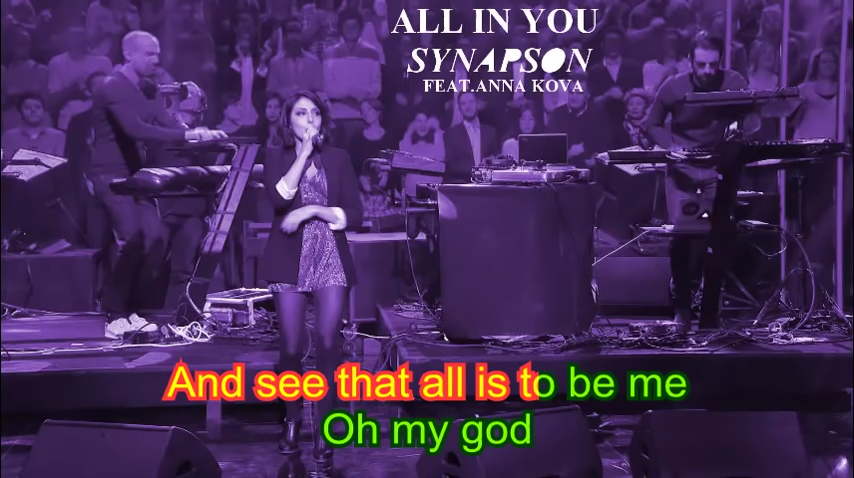 ALL IN YOU
SYNAPSON
FEAT.ANNA KOVA
And see that all is to be me
Oh my god